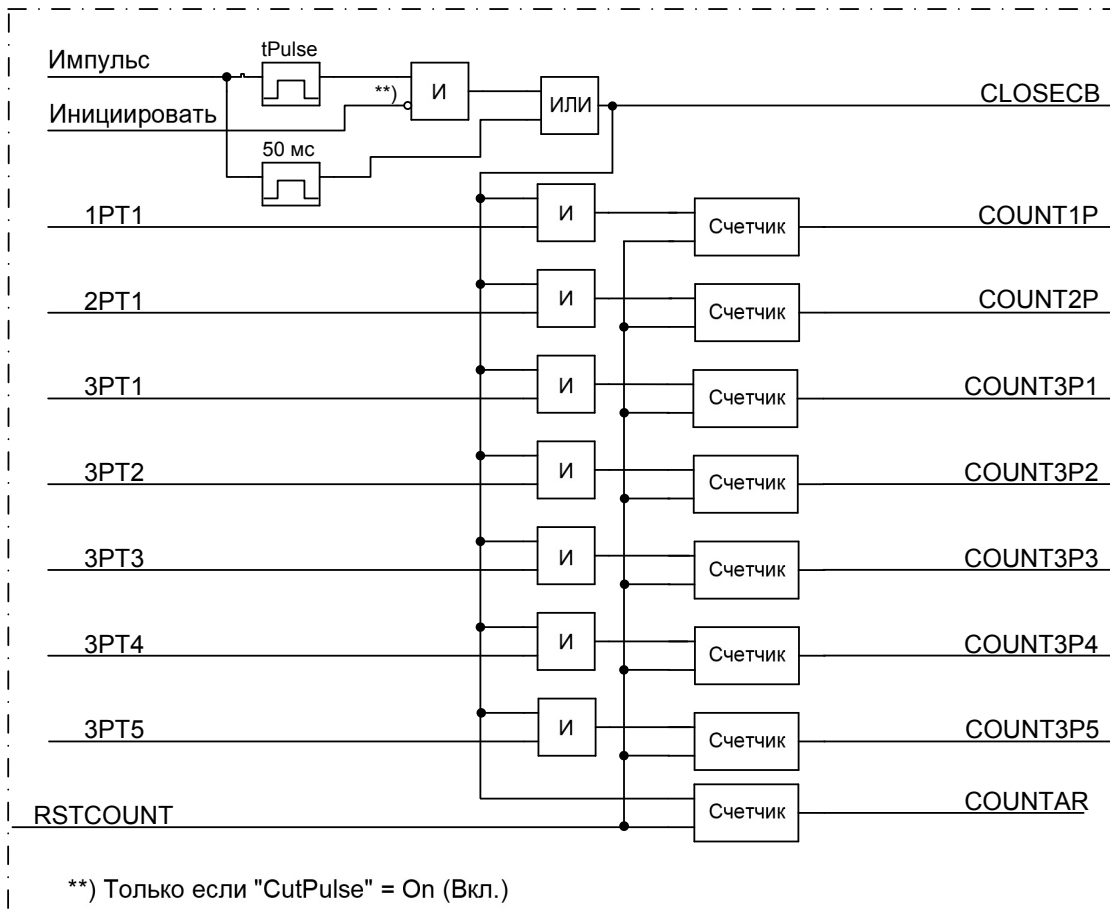 tPulse
Импульс
**)
И
ИЛИ
CLOSECB
Инициировать
50 мс
1PT1
И
Счетчик
COUNT1P
2PT1
И
Счетчик
COUNT2P
3PT1
И
Счетчик
COUNT3P1
3PT2
И
Счетчик
COUNT3P2
3PT3
И
Счетчик
COUNT3P3
3PT4
И
Счетчик
COUNT3P4
3PT5
И
Счетчик
COUNT3P5
RSTCOUNT
Счетчик
COUNTAR
**) Только если "CutPulse" = On (Вкл.)